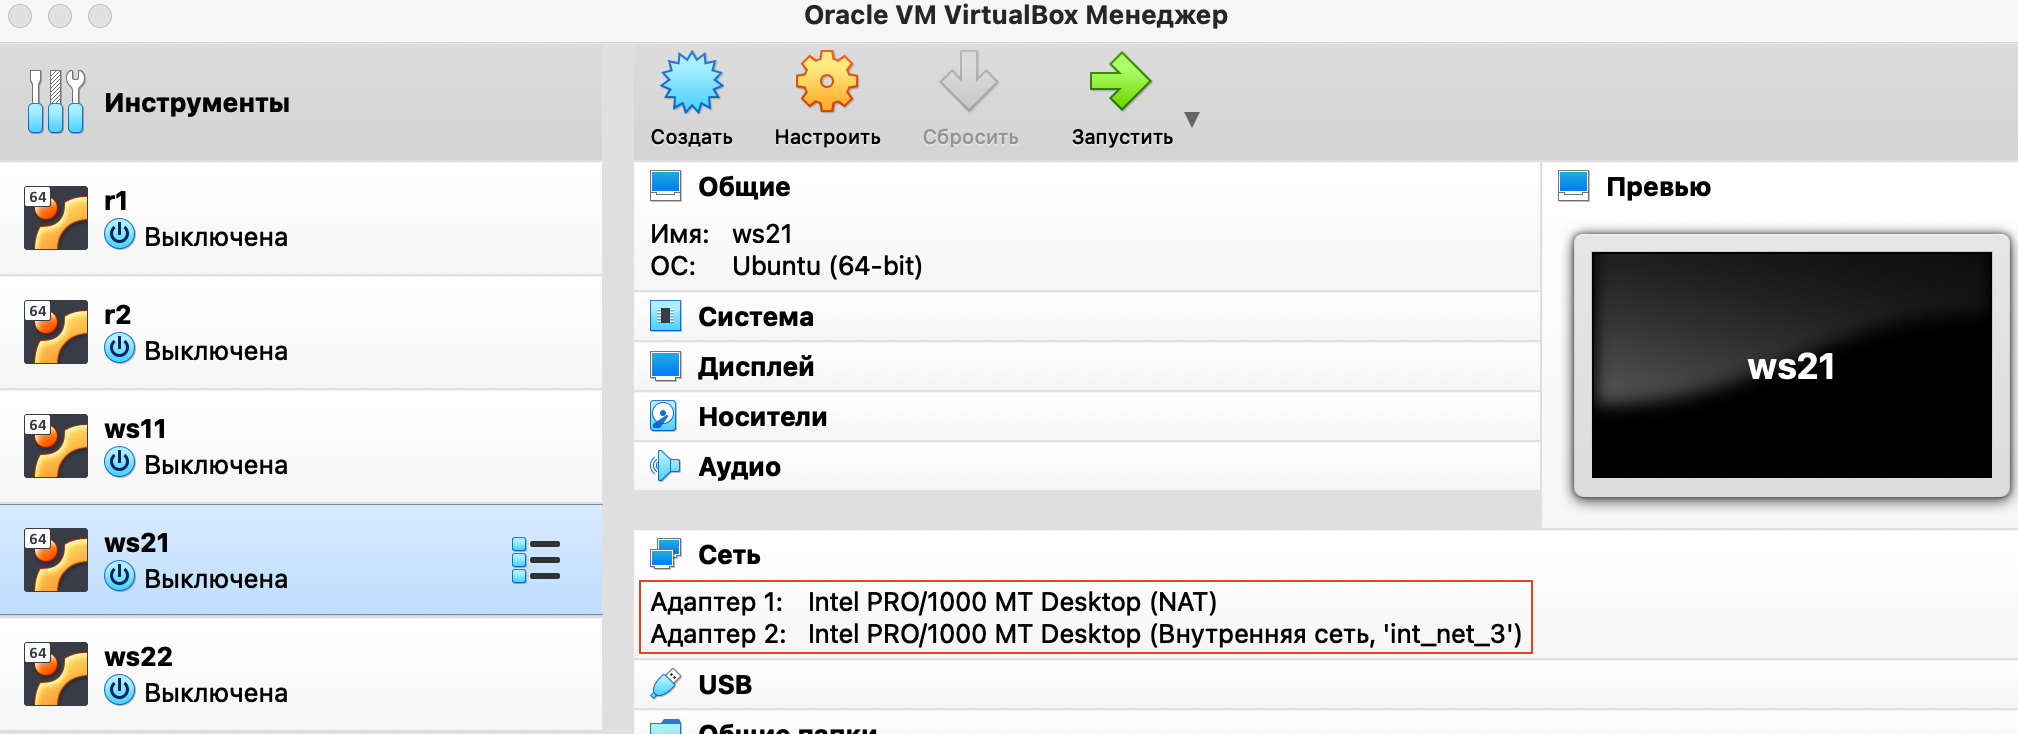 Oracle VM VirtualBox Менеджер
Инструменты
Создать
Настроить
Сбросить
Запустить
64
r1
Выключена
64
r2
Выключена
64
ws11
Выключена
64
ws21
Выключена
64
ws22
Выключена
Общие
Имя: ws21
ОС: Ubuntu (64-bit)
Система
Дисплей
Носители
Аудио
Превью
ws21
Сеть
Адаптер 1: Intel PRO/1000 MT Desktop (NAT)
Адаптер 2: Intel PRO/1000 MT Desktop (Внутренняя сеть, 'int_net_3')
USB
Общие папки